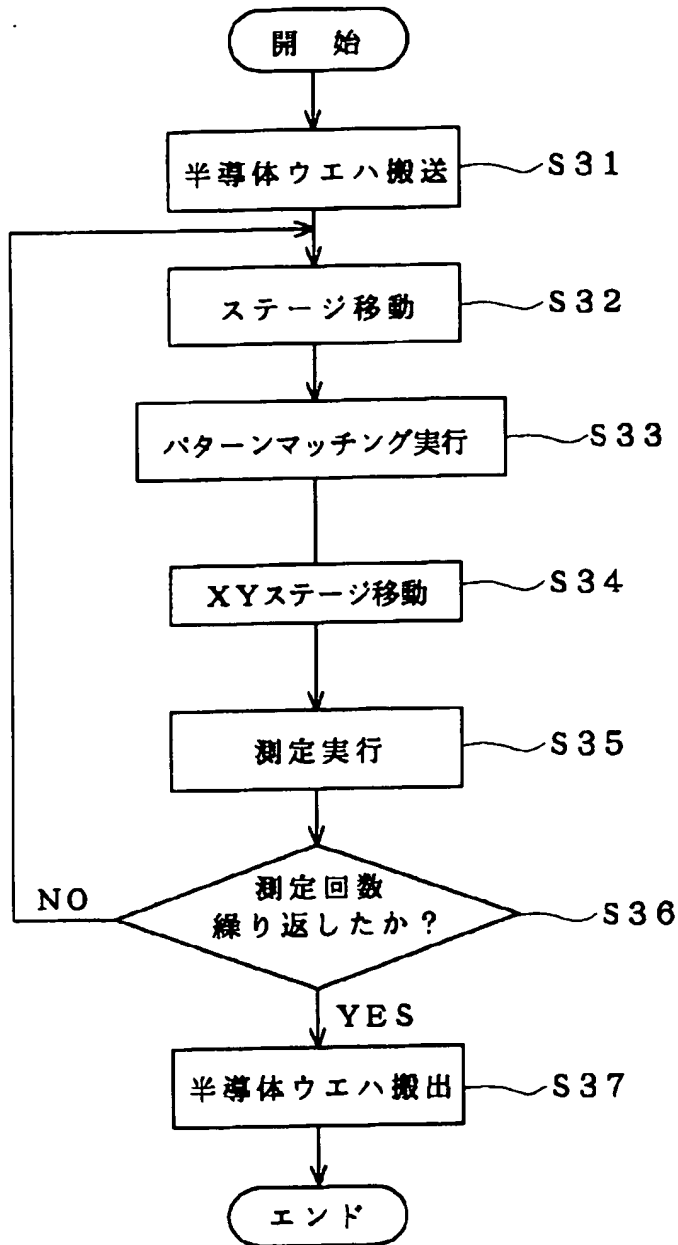 開始
半導体ウエハ搬送
S31
ステージ移動
S32
パターンマッチング実行
S33
XYステージ移動
S34
測定実行
S35
測定回数
繰り返したか？
S36
NO
YES
半導体ウエハ搬出
S37
エンド